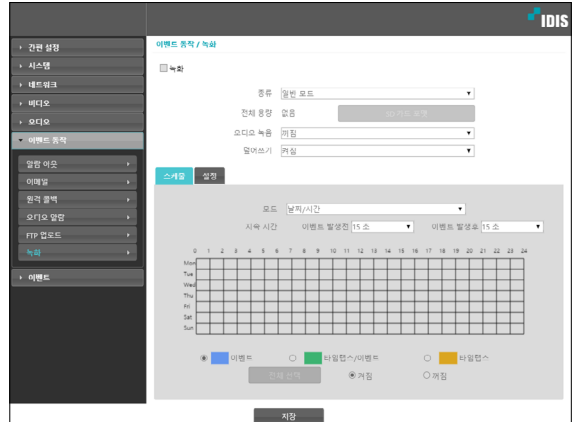 IDIS
이벤트 동작 / 녹화
간편 설정
시스템
네트워크
비디오
오디오
이벤트 동작
알람 아웃
이메일
원격 콜백
오디오 알람
FTP 업로드
녹화
이벤트
녹화
종류 일반 모드
전체 용량 없음 SD 카드 포맷
오디오 녹음 꺼짐
덮어쓰기 켜짐
스케줄 설정
모드 날짜/시간
지속 시간 이벤트 발생전 15 초 이벤트 발생후 15 초
0 1 2 3 4 5 6 7 8 9 10 11 12 13 14 15 16 17 18 19 20 21 22 23 24
Mon
Tue
Wed
Thu
Fri
Sat
Sun
이벤트 타임랩스/이벤트 타임랩스
전체 선택 켜짐 꺼짐
저장